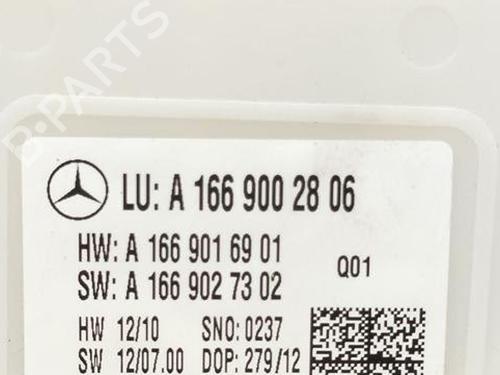 B-PARTS
LU: A 166 900 28 06
HW: A 166 901 69 01
SW: A 166 902 73 02
Q01
HW 12/10 SNO: 0237
SW 12/07.00 DOP: 279/12